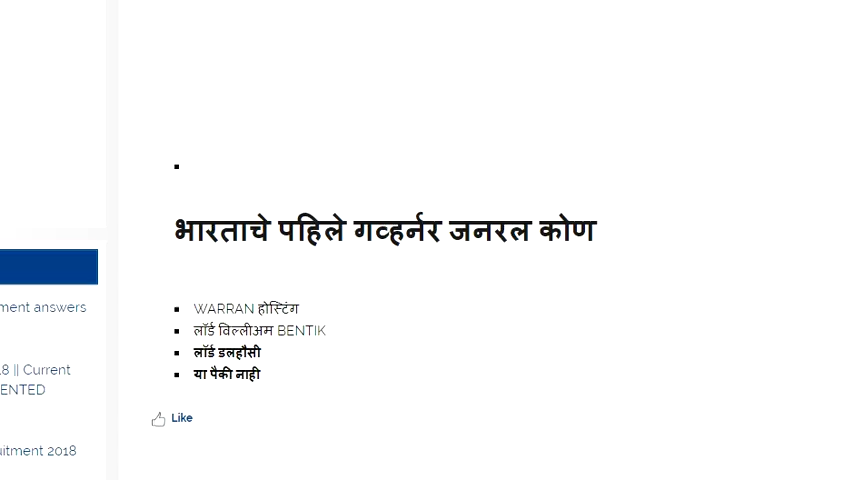 भारताचे पहिले गव्हर्नर जनरल कोण
WARRAN होस्टिंग
लॉर्ड विल्लीअम BENTIK
लॉर्ड डलहौसी
या पैकी नाही
Like
ment answers
8 || Current
ENTED
uitment 2018